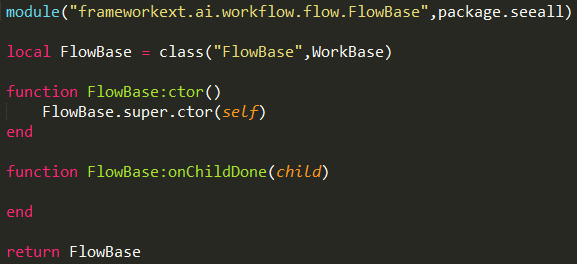 module("frameworkext.ai.workflow.flow.FlowBase",package.seeall)
local FlowBase = class("FlowBase",WorkBase)
function FlowBase:ctor()
    FlowBase.super.ctor(self)
end
function FlowBase:onChildDone(child)
end
return FlowBase